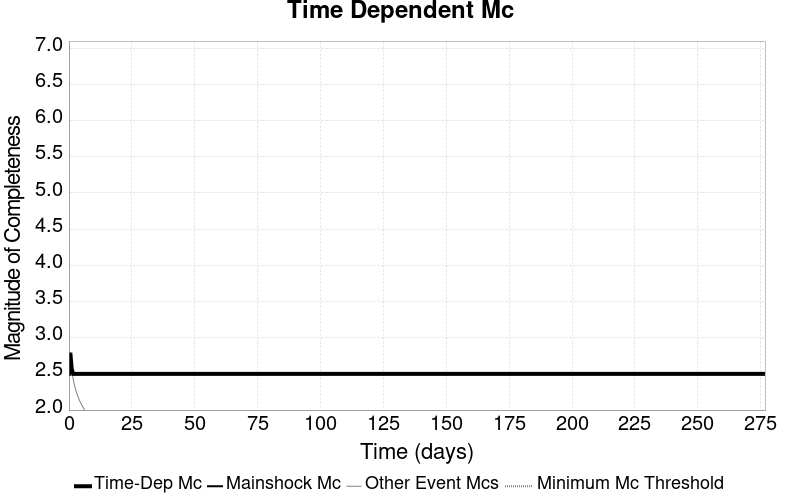 Time Dependent Mc
7.0
6.5
6.0
5.5
5.0
4.5
4.0
3.5
3.0
2.5
2.0
Magnitude of Completeness
0 25 50 75 100 125 150 175 200 225 250 275
Time (days)
Time-Dep Mc Mainshock Mc Other Event Mcs Minimum Mc Threshold